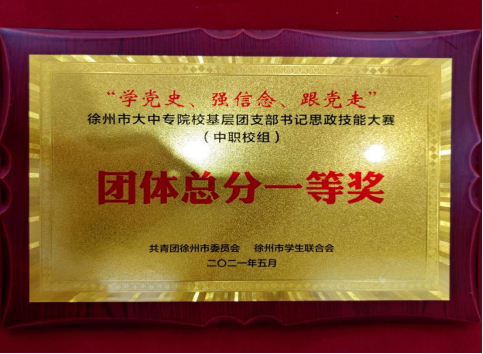 “学党史、强信念、跟党走”
徐州市大中专院校基层团支部书记思政技能大赛
（中职校组）
团体总分一等奖
共青团徐州市委员会 徐州市学生联合会
二〇二一年五月